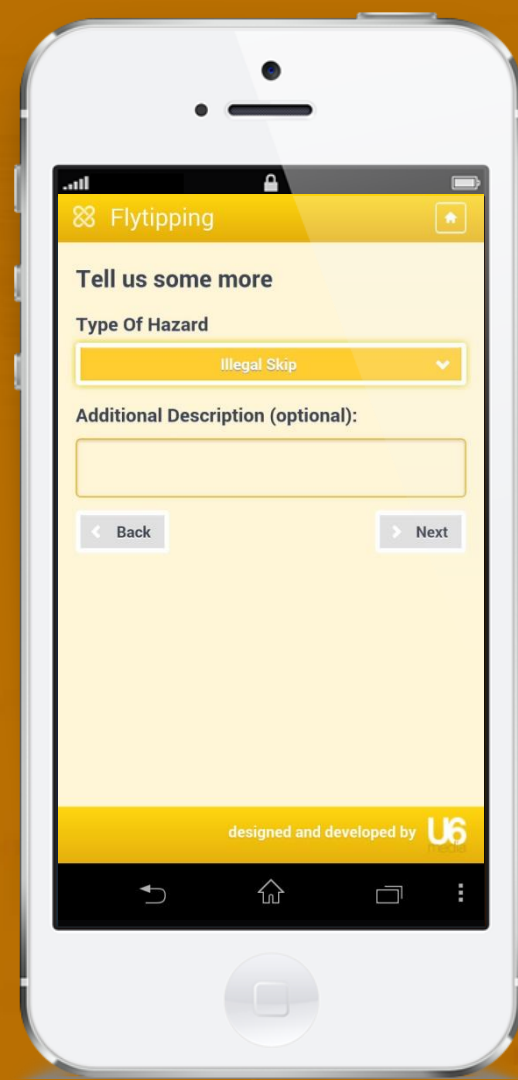 Flytipping
Tell us some more
Type Of Hazard
Illegal Skip
Additional Description (optional):
Back
Next
designed and developed by U6
media